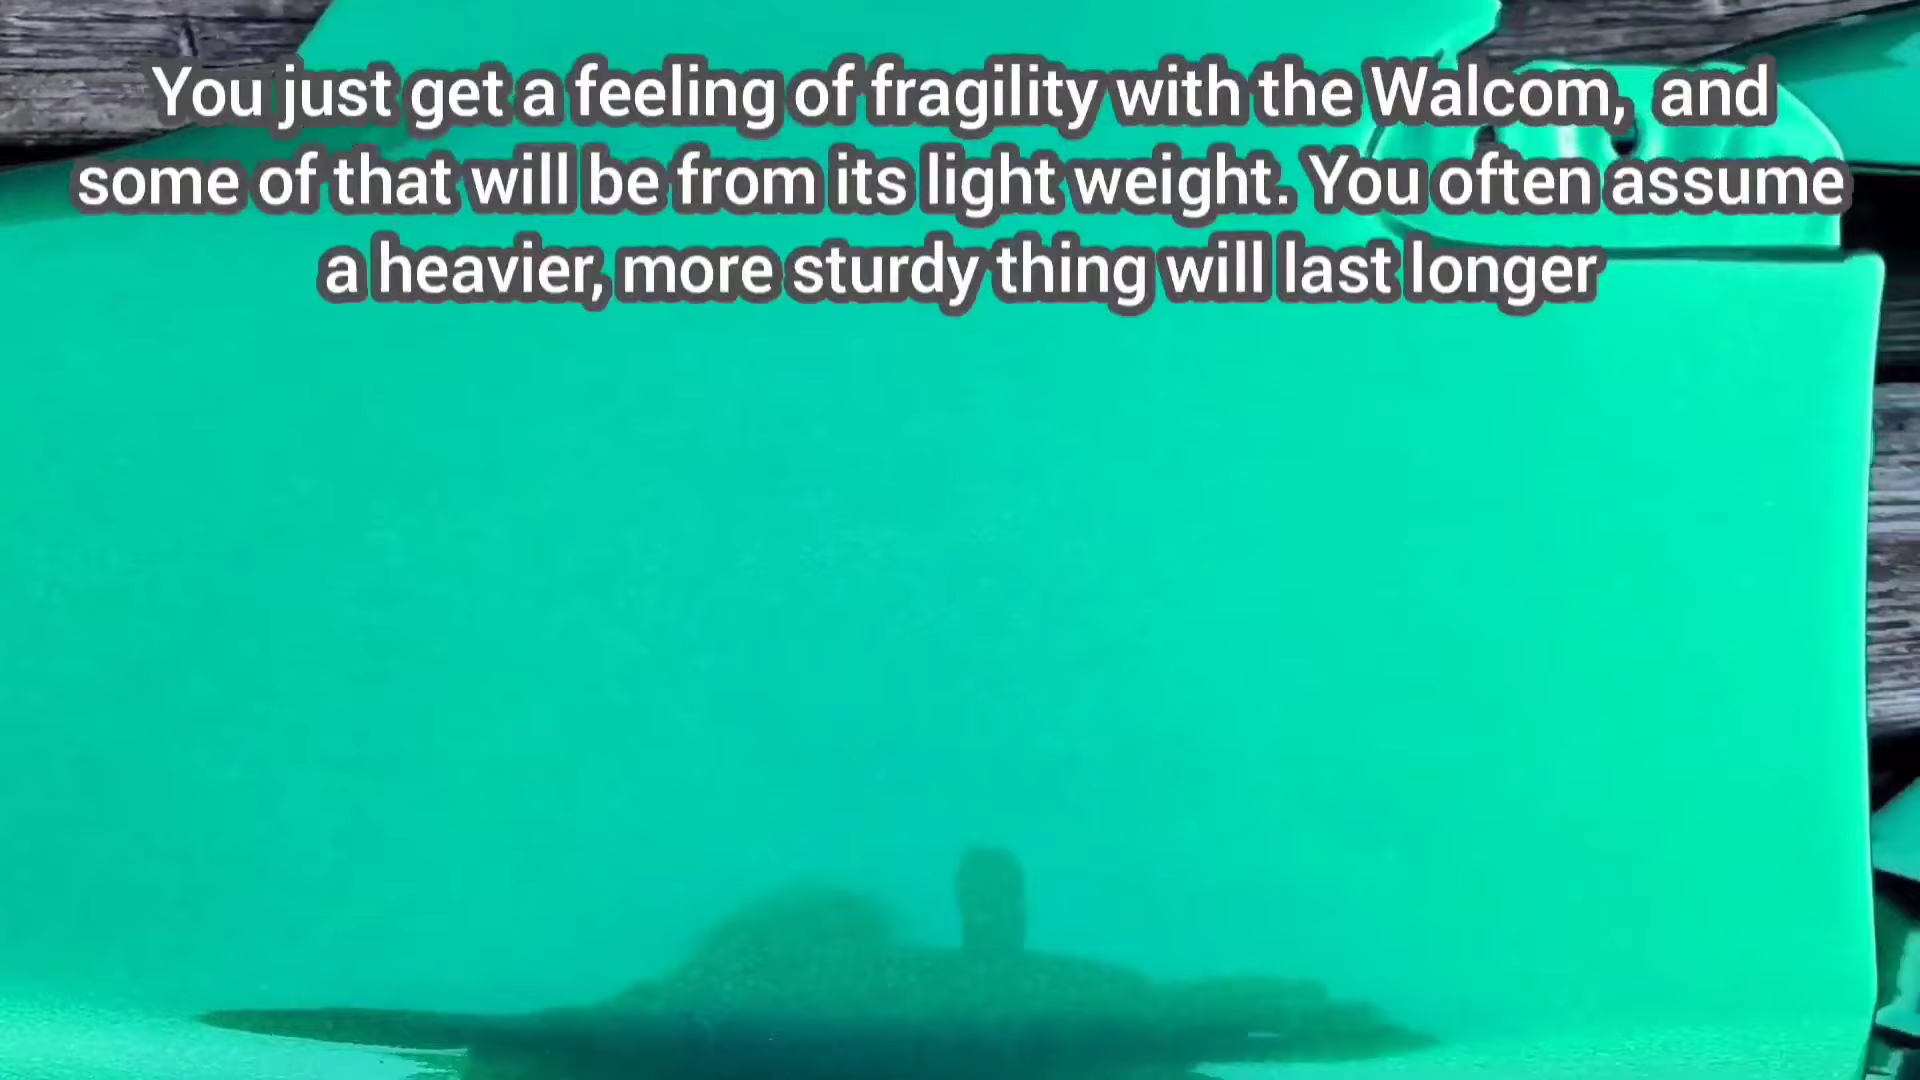 You just get a feeling of fragility with the Walcom, and
some of that will be from its light weight. You often assume
a heavier, more sturdy thing will last longer